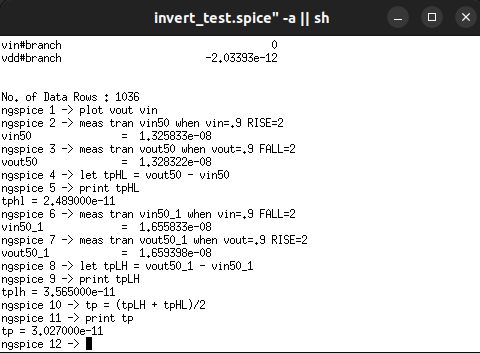 invert_test.spice" -a || sh
vin#branch 0
vdd#branch -2.03393e-12
No. of Data Rows : 1036
ngspice 1 -> plot vout vin
ngspice 2 -> meas tran vin50 when vin=.9 RISE=2
vin50 = 1.325833e-08
ngspice 3 -> meas tran vout50 when vout=.9 FALL=2
vout50 = 1.328322e-08
ngspice 4 -> let tpHL = vout50 - vin50
ngspice 5 -> print tpHL
tphl = 2.489000e-11
ngspice 6 -> meas tran vin50_1 when vin=.9 FALL=2
vin50_1 = 1.655833e-08
ngspice 7 -> meas tran vout50_1 when vout=.9 RISE=2
vout50_1 = 1.659398e-08
ngspice 8 -> let tpLH = vout50_1 - vin50_1
ngspice 9 -> print tpLH
tplh = 3.565000e-11
ngspice 10 -> tp = (tpLH + tpHL)/2
ngspice 11 -> print tp
tp = 3.027000e-11
ngspice 12 ->